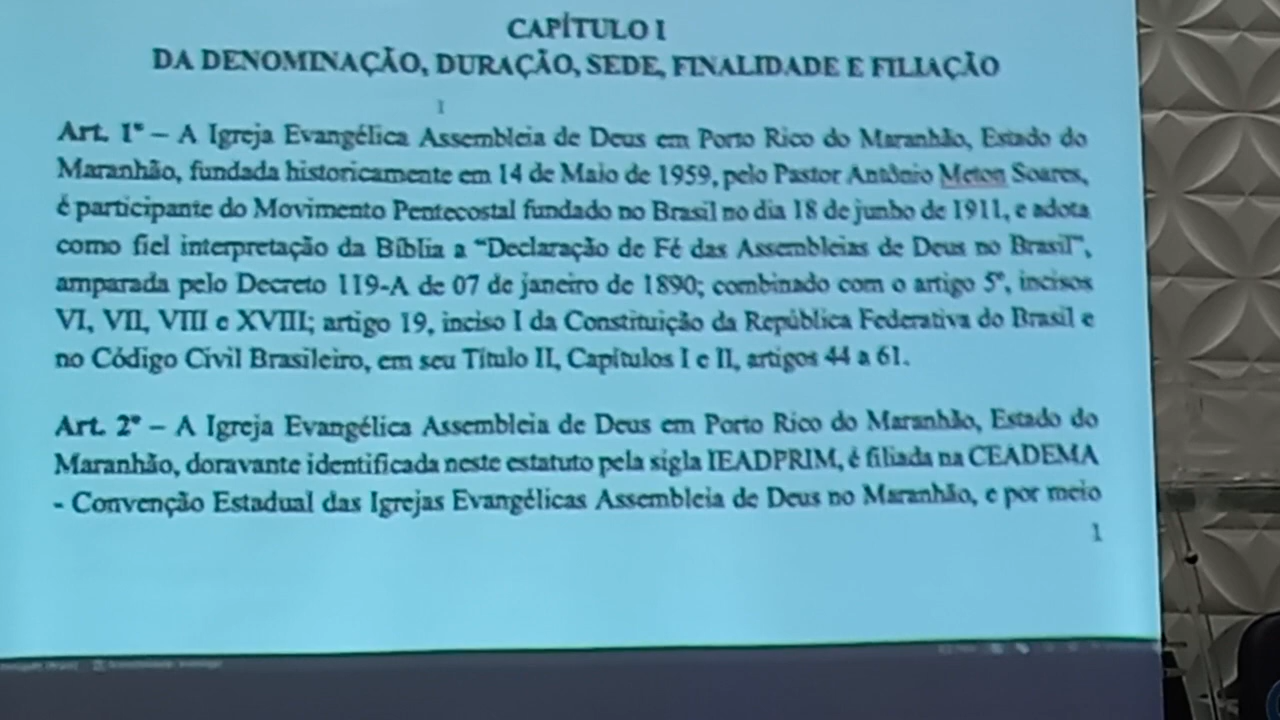 CAPÍTULO I
DA DENOMINAÇÃO, DURAÇÃO, SEDE, FINALIDADE E FILIAÇÃO
Art. 1º – A Igreja Evangélica Assembleia de Deus em Porto Rico do Maranhão, Estado do
Maranhão, fundada historicamente em 14 de Maio de 1959, pelo Pastor Antônio Meton Soares,
é participante do Movimento Pentecostal fundado no Brasil no dia 18 de junho de 1911, e adota
como fiel interpretação da Bíblia a “Declaração de Fé das Assembleias de Deus no Brasil”,
amparada pelo Decreto 119-A de 07 de janeiro de 1890; combinado com o artigo 5º, incisos
VI, VII, VIII e XVIII; artigo 19, inciso I da Constituição da República Federativa do Brasil e
no Código Civil Brasileiro, em seu Título II, Capítulos I e II, artigos 44 a 61.
Art. 2º – A Igreja Evangélica Assembleia de Deus em Porto Rico do Maranhão, Estado do
Maranhão, doravante identificada neste estatuto pela sigla IEADPRIM, é filiada na CEADEMA
- Convenção Estadual das Igrejas Evangélicas Assembleia de Deus no Maranhão, e por meio
1